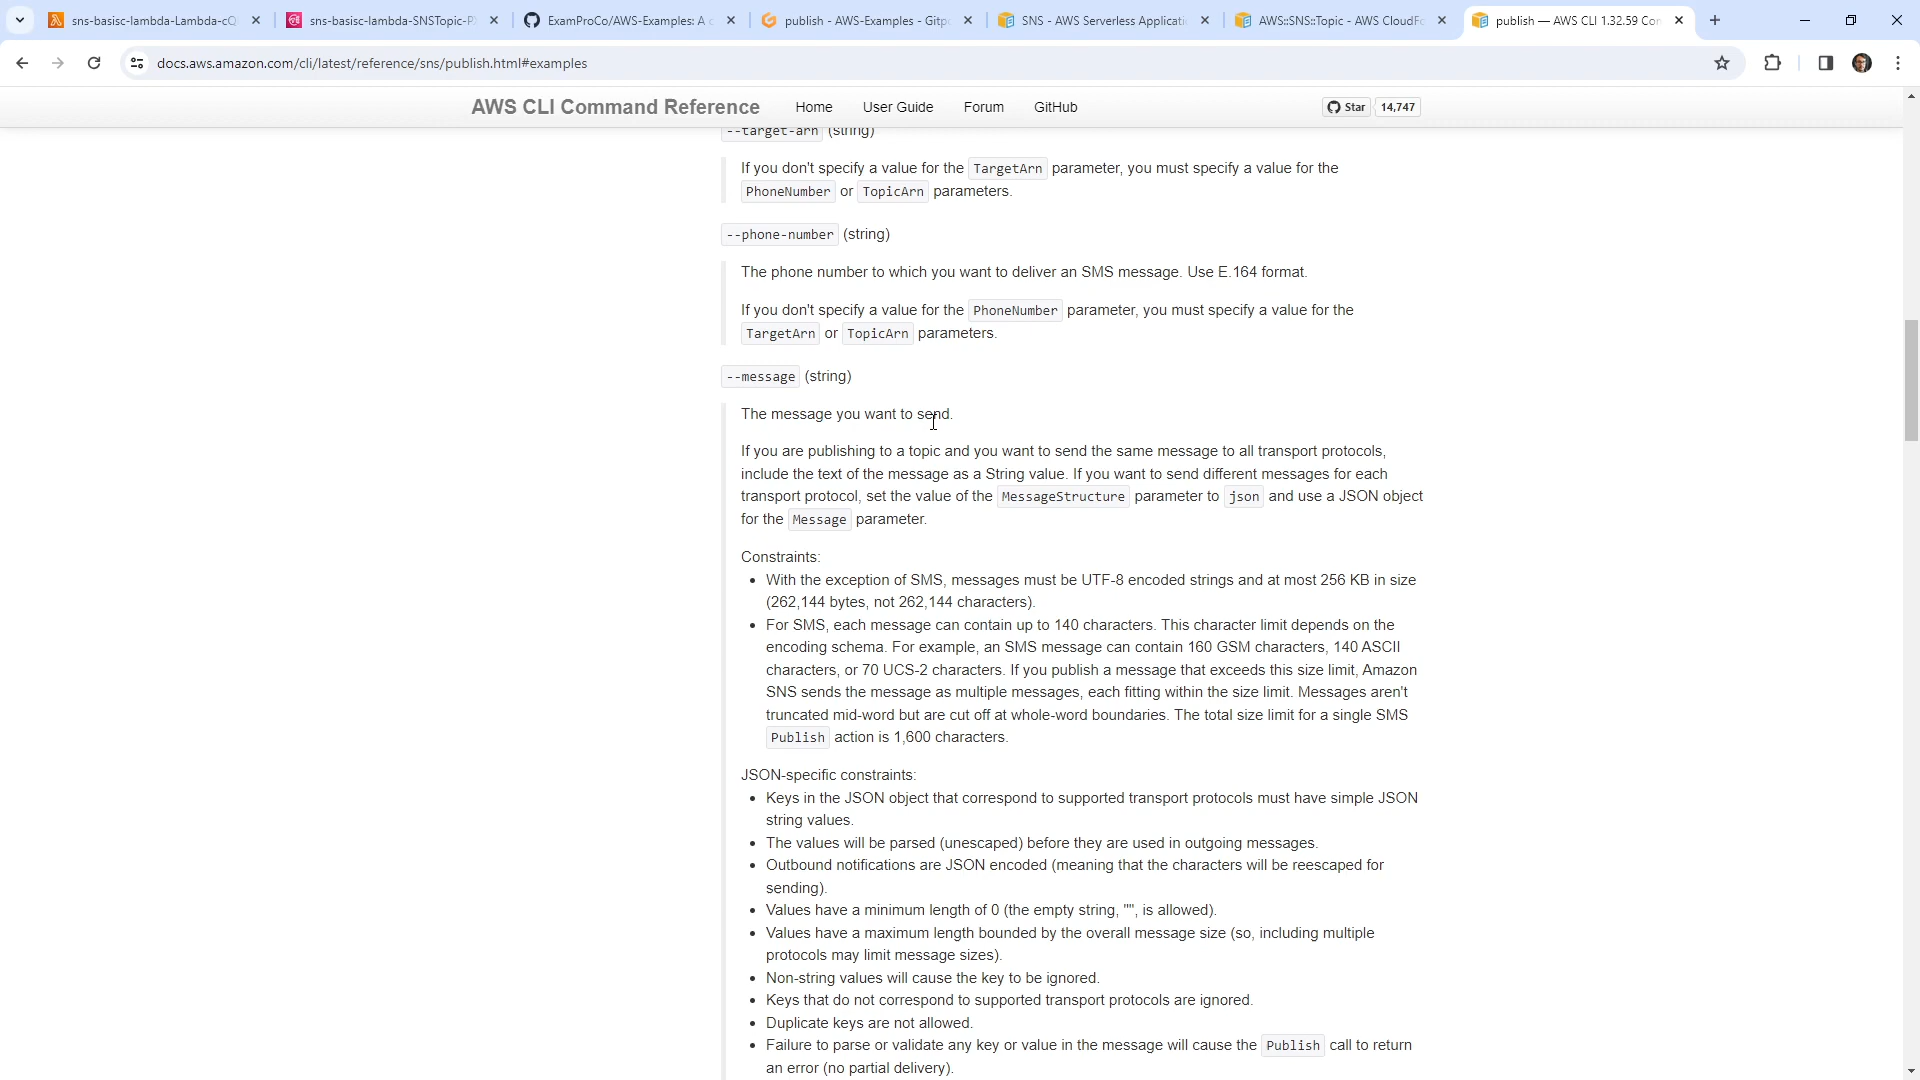 sns-basisc-lambda-Lambda-cQ
sns-basisc-lambda-SNSTopic-P
ExamProCo/AWS-Examples: A c
publish - AWS-Examples - Gitp
SNS - AWS Serverless Applicati
AWS::SNS::Topic - AWS CloudFo
publish — AWS CLI 1.32.59 Con
docs.aws.amazon.com/cli/latest/reference/sns/publish.html#examples
AWS CLI Command Reference
Home
User Guide
Forum
GitHub
Star
14,747
--target-arn (string)
If you don't specify a value for the TargetArn parameter, you must specify a value for the
PhoneNumber or TopicArn parameters.
--phone-number (string)
The phone number to which you want to deliver an SMS message. Use E.164 format.
If you don't specify a value for the PhoneNumber parameter, you must specify a value for the
TargetArn or TopicArn parameters.
--message (string)
The message you want to send.
If you are publishing to a topic and you want to send the same message to all transport protocols,
include the text of the message as a String value. If you want to send different messages for each
transport protocol, set the value of the MessageStructure parameter to json and use a JSON object
for the Message parameter.
Constraints:
• With the exception of SMS, messages must be UTF-8 encoded strings and at most 256 KB in size
(262,144 bytes, not 262,144 characters).
• For SMS, each message can contain up to 140 characters. This character limit depends on the
encoding schema. For example, an SMS message can contain 160 GSM characters, 140 ASCII
characters, or 70 UCS-2 characters. If you publish a message that exceeds this size limit, Amazon
SNS sends the message as multiple messages, each fitting within the size limit. Messages aren't
truncated mid-word but are cut off at whole-word boundaries. The total size limit for a single SMS
Publish action is 1,600 characters.
JSON-specific constraints:
• Keys in the JSON object that correspond to supported transport protocols must have simple JSON
string values.
• The values will be parsed (unescaped) before they are used in outgoing messages.
• Outbound notifications are JSON encoded (meaning that the characters will be reescaped for
sending).
• Values have a minimum length of 0 (the empty string, "", is allowed).
• Values have a maximum length bounded by the overall message size (so, including multiple
protocols may limit message sizes).
• Non-string values will cause the key to be ignored.
• Keys that do not correspond to supported transport protocols are ignored.
• Duplicate keys are not allowed.
• Failure to parse or validate any key or value in the message will cause the Publish call to return
an error (no partial delivery).